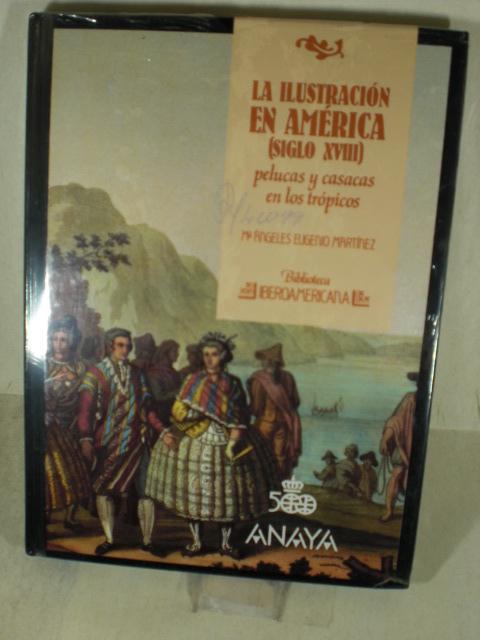 LA ILUSTRACIÓN
EN AMÉRICA
(SIGLO XVIII)
pelucas y casacas
en los trópicos
Mª ÁNGELES EUGENIO MARTÍNEZ
Biblioteca
IBEROAMERICANA
500
ANAYA